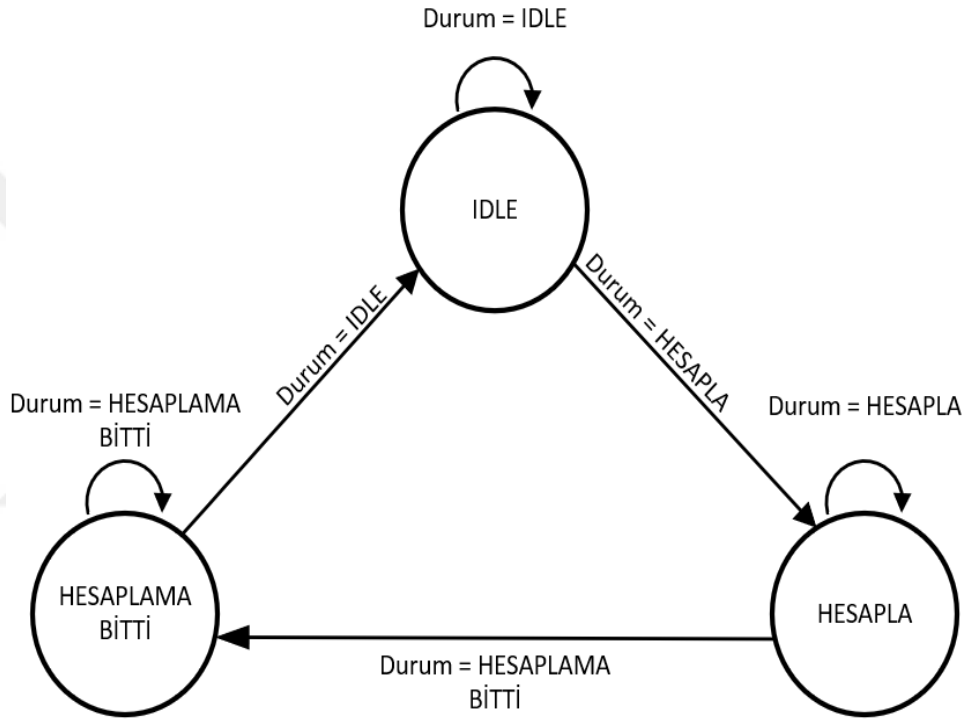 Durum = IDLE
IDLE
Durum = IDLE
Durum = HESAPLA
Durum = HESAPLAMA
BİTTİ
Durum = HESAPLA
HESAPLAMA
BİTTİ
HESAPLA
Durum = HESAPLAMA
BİTTİ